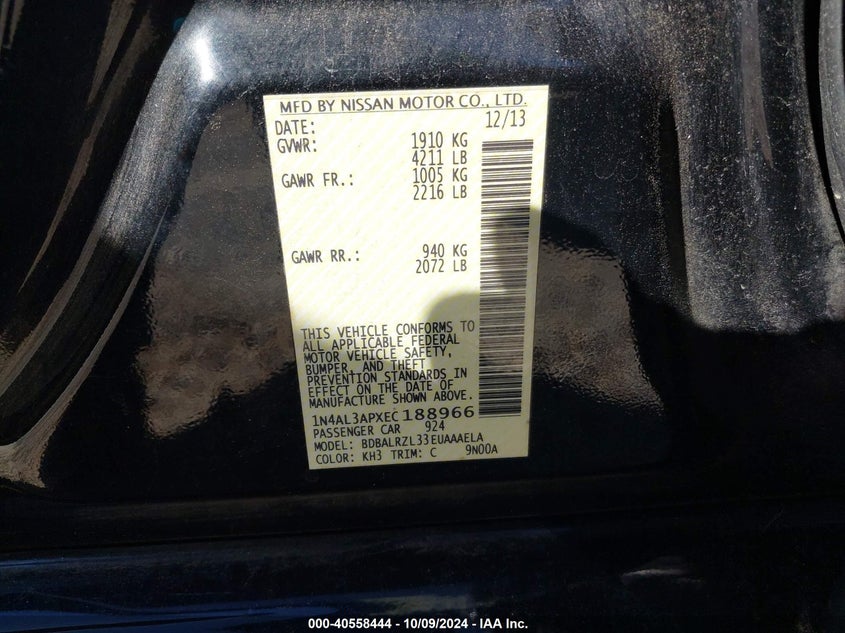 MFD BY NISSAN MOTOR CO., LTD.
DATE: 12/13
GVWR: 1910 KG
4211 LB
GAWR FR.: 1005 KG
2216 LB
GAWR RR.: 940 KG
2072 LB
THIS VEHICLE CONFORMS TO
ALL APPLICABLE FEDERAL
MOTOR VEHICLE SAFETY,
BUMPER, AND THEFT
PREVENTION STANDARDS IN
EFFECT ON THE DATE OF
MANUFACTURE SHOWN ABOVE.
1N4AL3APXEC188966
PASSENGER CAR 924
MODEL: BDBALRZL33EUAAAELA
COLOR: KH3 TRIM: C 9N00A
000-40558444 - 10/09/2024 - IAA Inc.